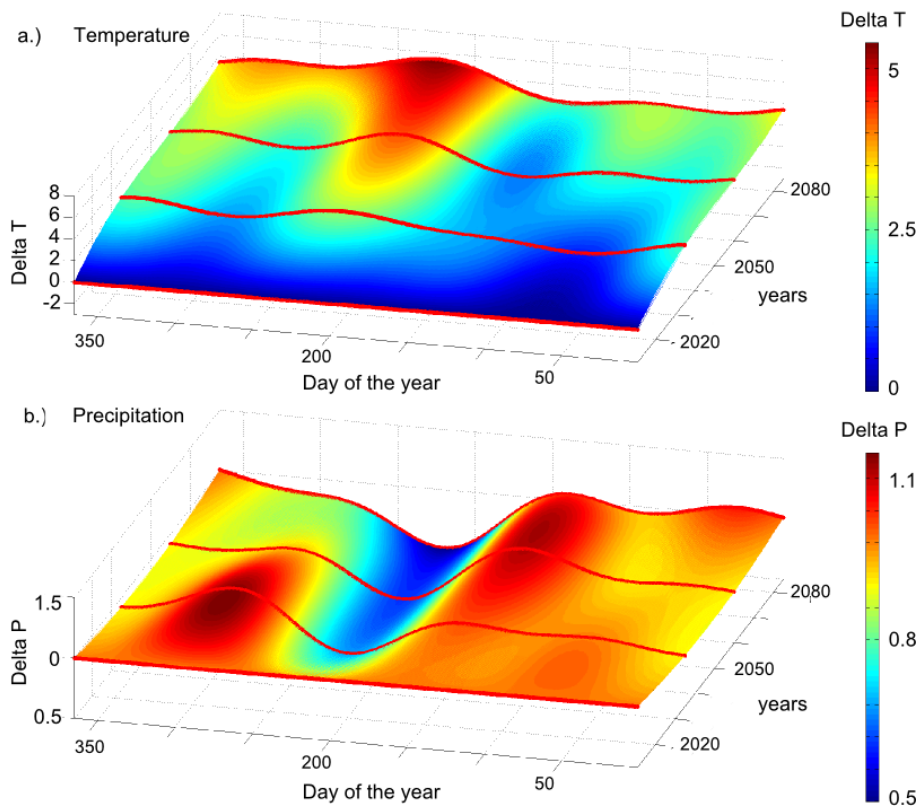 a.) Temperature
Delta T
5
2.5
0
8
6
4
2
0
-2
Delta T
350
200
50
Day of the year
2020
2050
2080
years
b.) Precipitation
Delta P
1.1
0.8
0.5
1.5
0
0.5
Delta P
350
200
50
Day of the year
2020
2050
2080
years